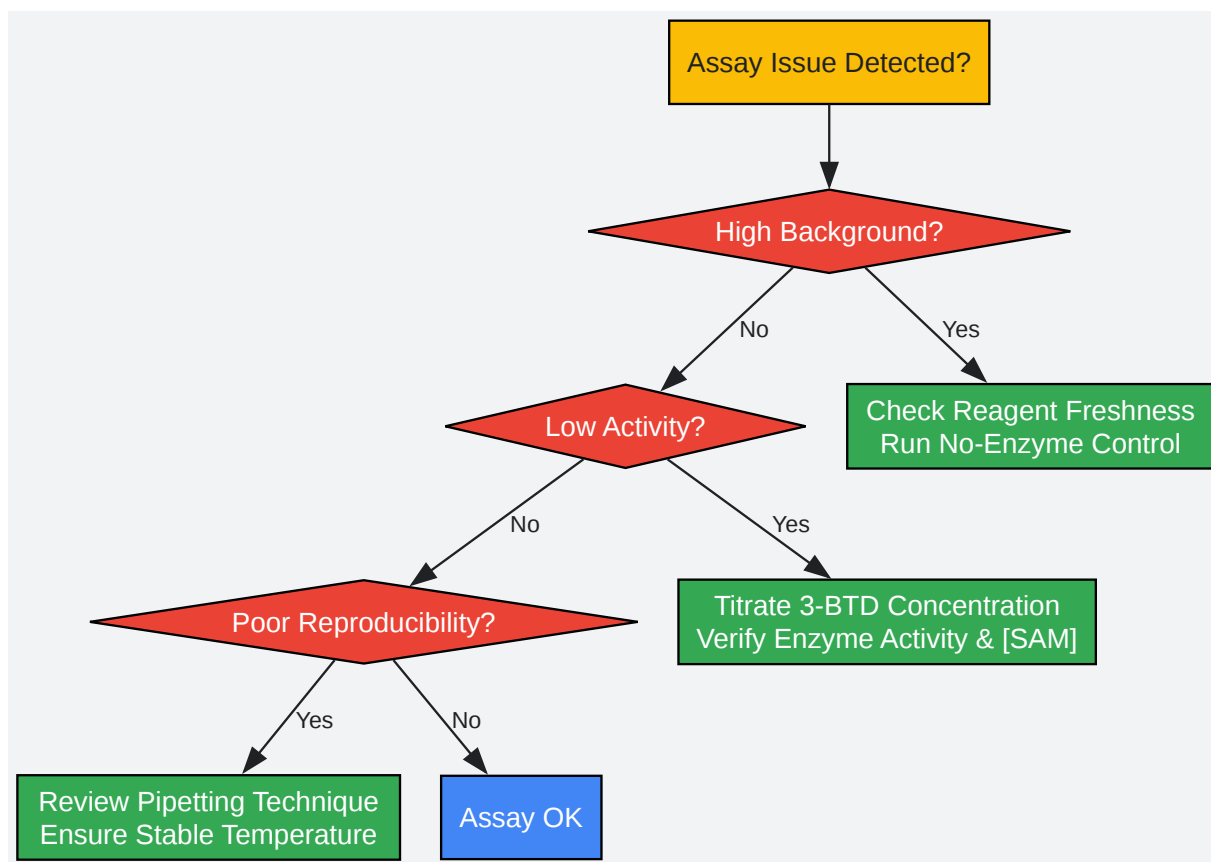 Assay Issue Detected?
High Background?
No
Yes
Low Activity?
Check Reagent Freshness
Run No-Enzyme Control
No
Yes
Poor Reproducibility?
Titrate 3-BTD Concentration
Verify Enzyme Activity & [SAM]
Yes
No
Review Pipetting Technique
Ensure Stable Temperature
Assay OK